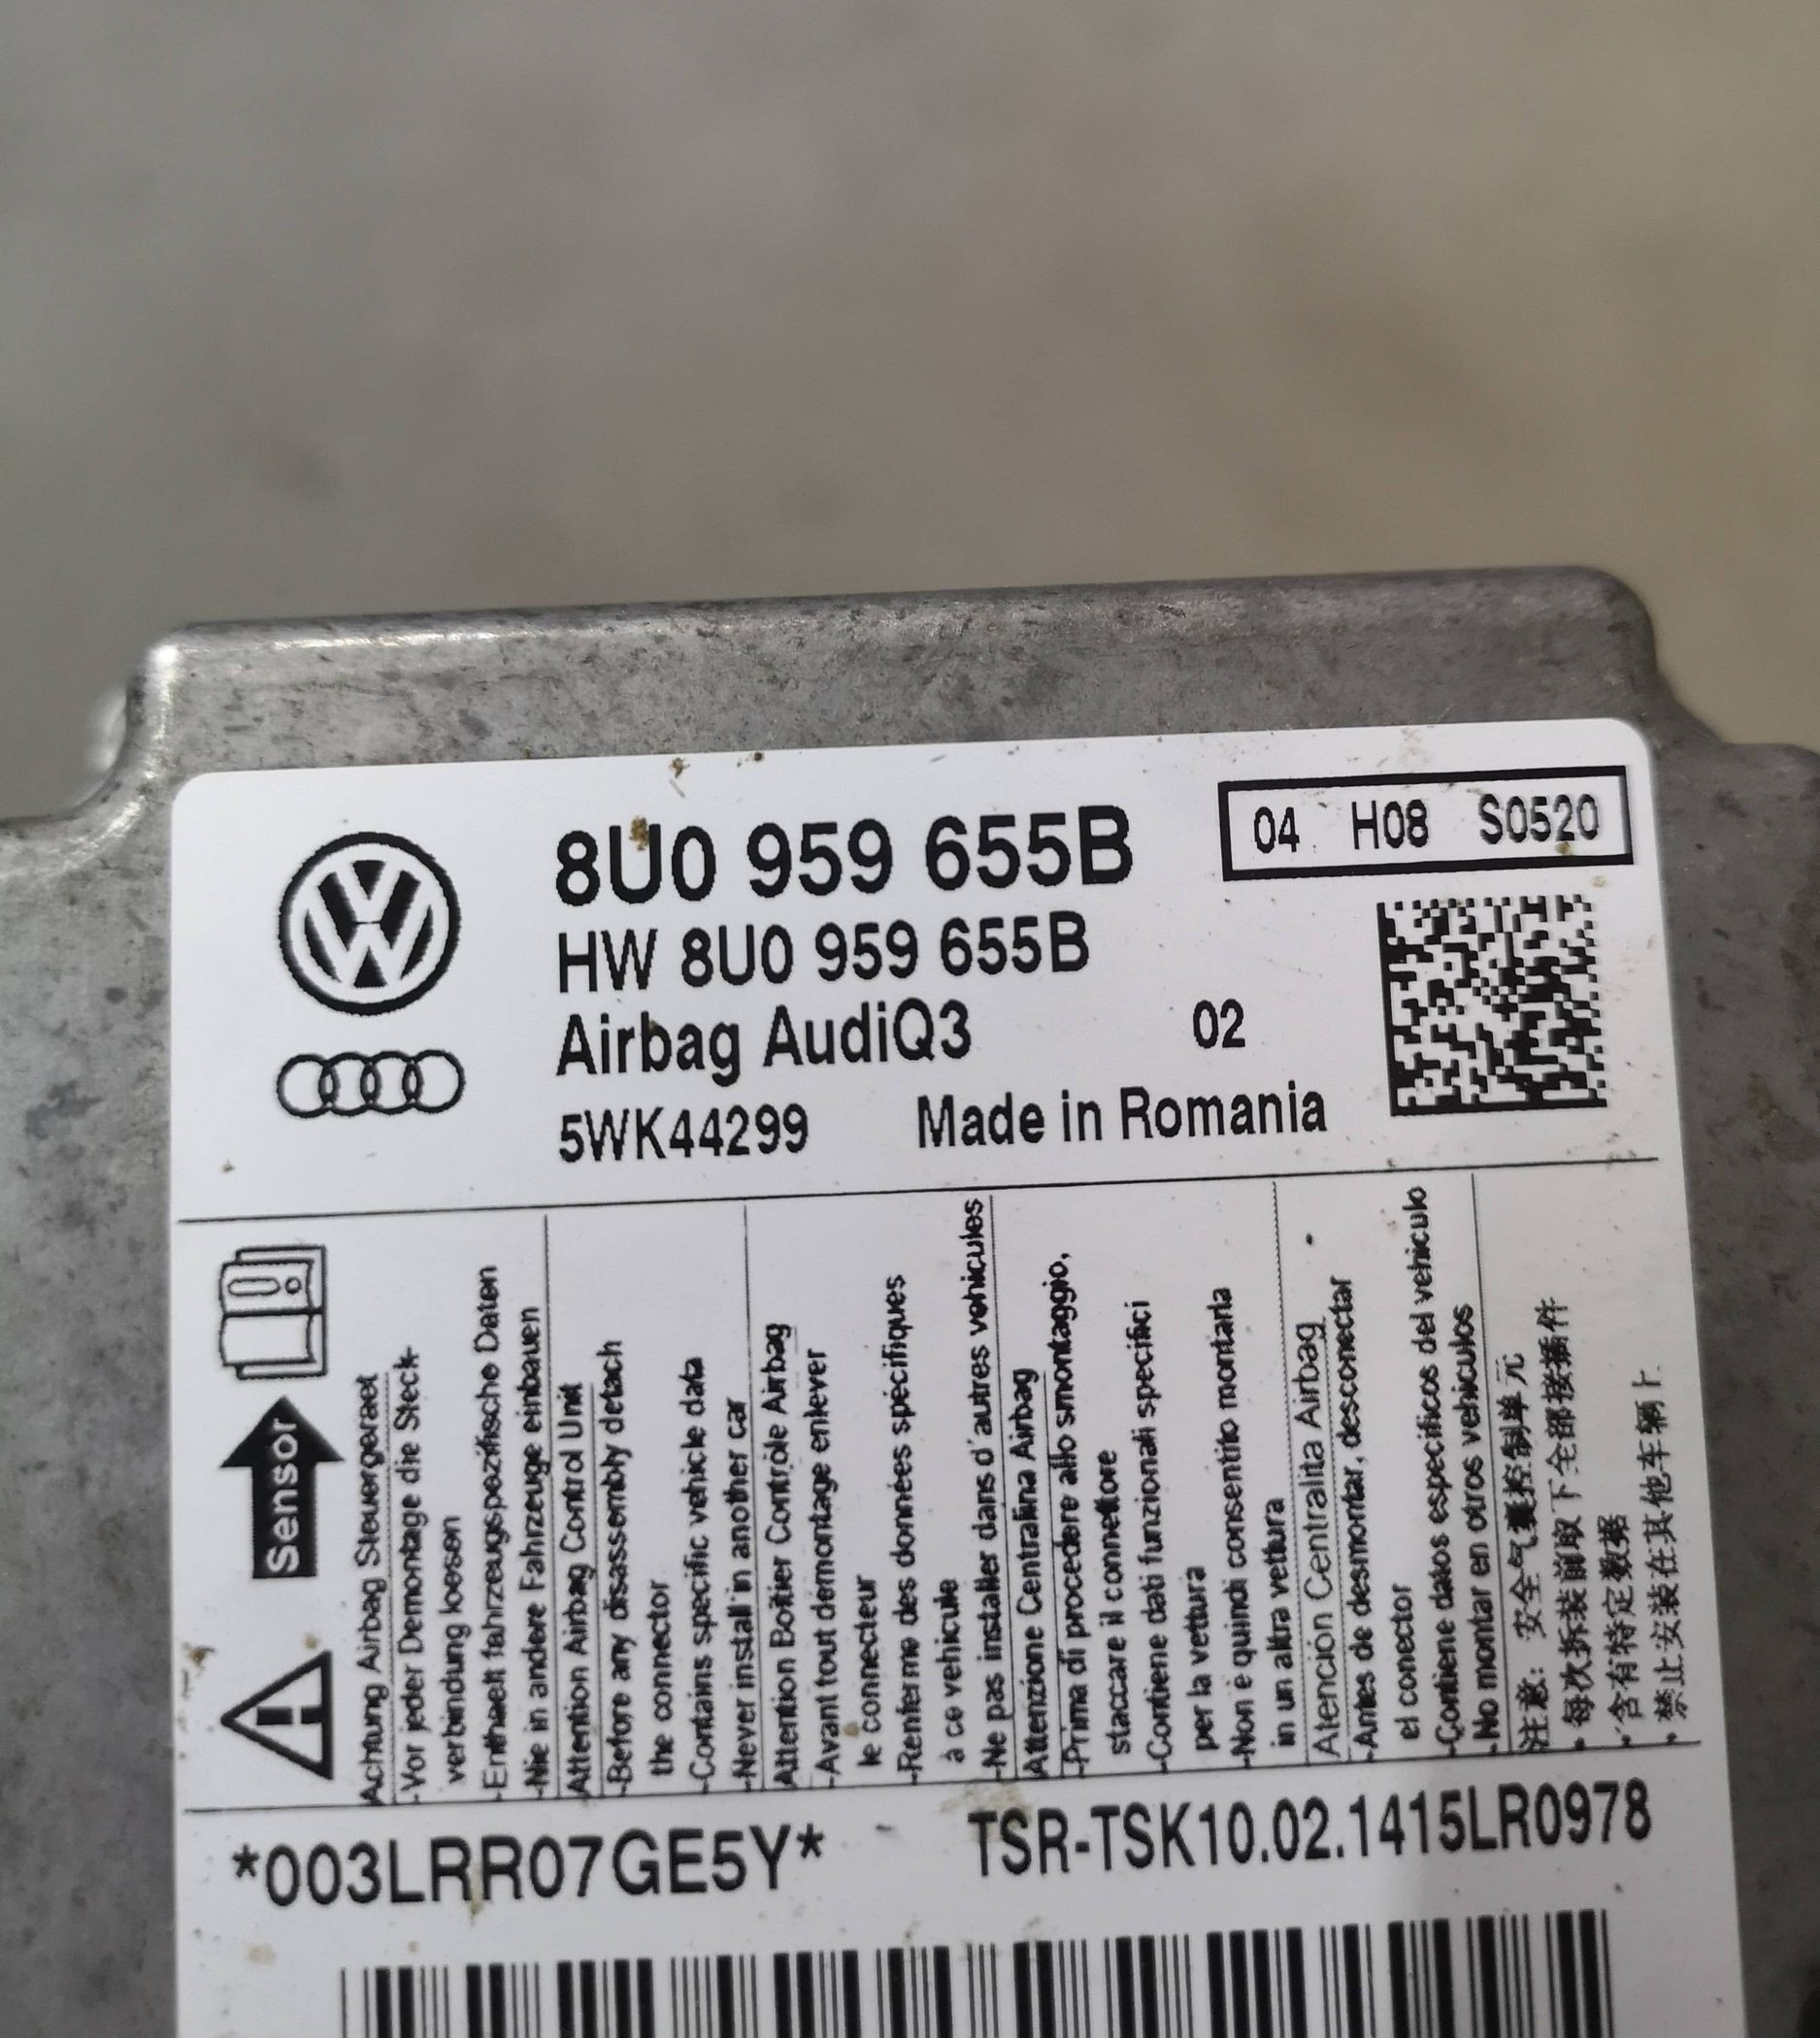 8U0 959 655B
04 H08 S0520
HW 8U0 959 655B
Airbag AudiQ3 02
5WK44299 Made in Romania
Sensor
Achtung Airbag Steuergeraet
-Vor jeder Demontage die Steck-
verbindung loesen
-Enthaelt fahrzeugspezifische Daten
-Nie in andere Fahrzeuge einbauen
Attention Airbag Control Unit
-Before any disassembly detach
the connector
-Contains specific vehicle data
-Never install in another car
Attention Boîtier Contrôle Airbag
-Avant tout démontage enlever
le connecteur
-Renferme des données spécifiques
à ce véhicule
-Ne pas installer dans d'autres véhicules
Attenzione Centralina Airbag
-Prima di procedere allo smontaggio,
staccare il connettore
-Contiene dati funzionali specifici
per la vettura
-Non è quindi consentito montarla
in un altra vettura
Atención Centralita Airbag
-Antes de desmontar, desconectar
el conector
-Contiene datos específicos del vehículo
-No montar en otros vehículos
注意: 安全气囊控制单元
• 每次拆装前取下全部接插件
• 含有特定数据
• 禁止安装在其他车辆上
*003LRR07GE5Y* TSR-TSK10.02.1415LR0978